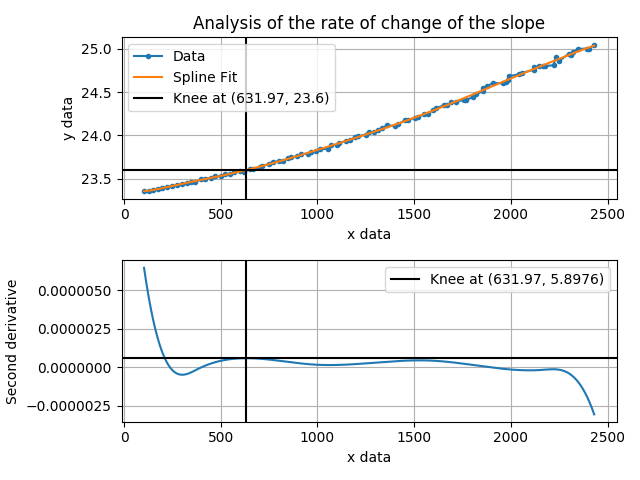 Analysis of the rate of change of the slope
25.0
24.5
24.0
23.5
y data
Data
Spline Fit
Knee at (631.97, 23.6)
0
500
1000
1500
2000
2500
x data
0.0000050
0.0000025
0.0000000
−0.0000025
Second derivative
Knee at (631.97, 5.8976)
0
500
1000
1500
2000
2500
x data